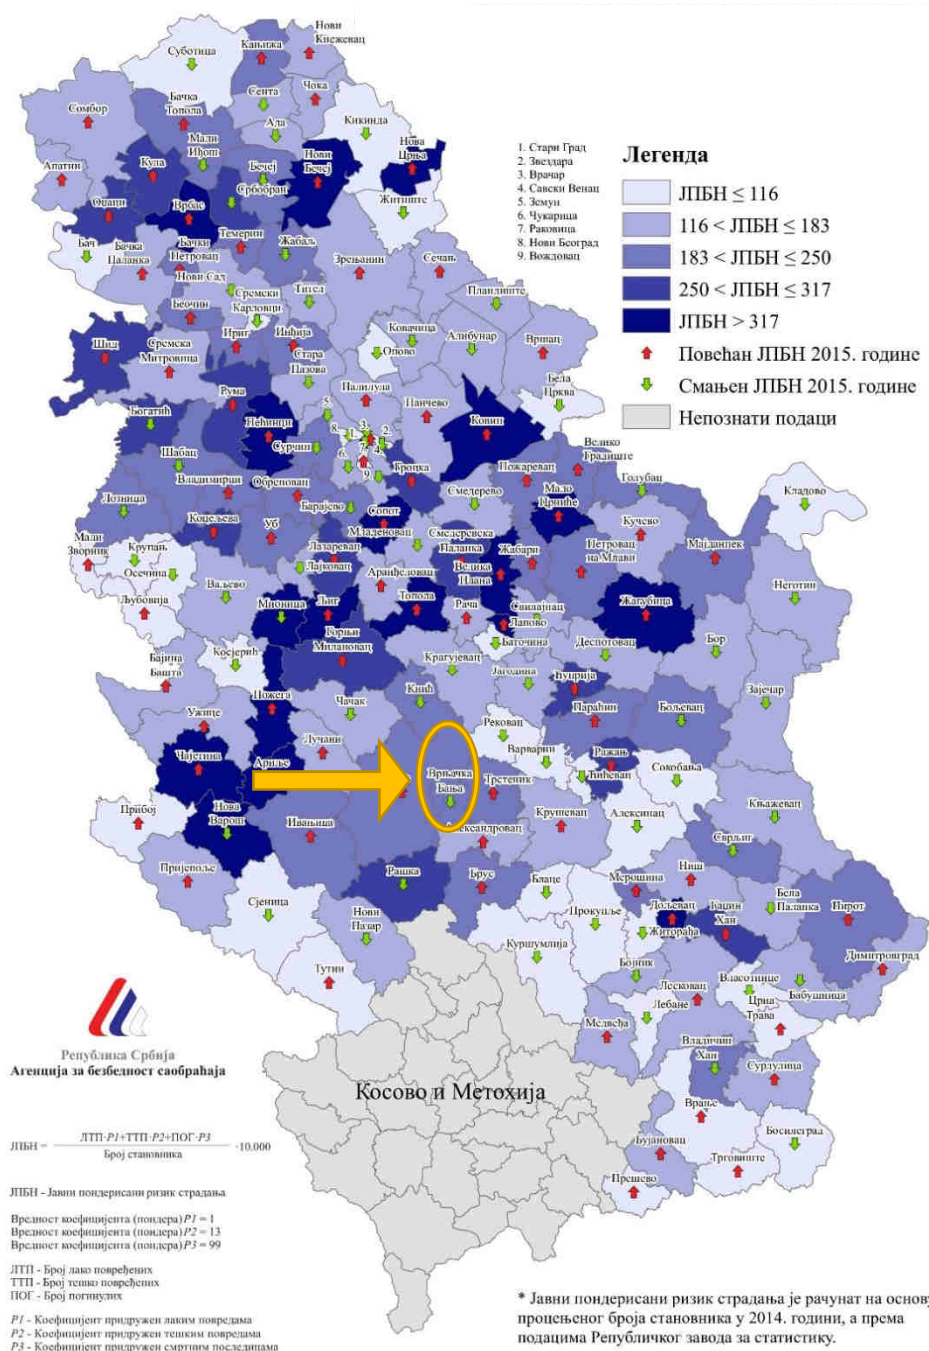 Нови
Кнежевац
Суботица
Кањижа
Сента
Чока
Сомбор
Бачка
Топола
Ада
Кикинда
Мали
Иђош
Нова
Црња
Апатин
Кула
Бечеј
Нови
Бечеј
Србобран
Житиште
Оџаци
Врбас
Бач
Бачка
Паланка
Бачки
Петровац
Темерин
Жабаљ
Зрењанин
Сечањ
Нови Сад
Сремски
Карловци
Тител
Пландиште
Беочин
Ириг
Инђија
Ковачица
Алибунар
Опово
Вршац
Шид
Сремска
Митровица
Стара
Пазова
Бела
Црква
Рума
Палилула
Панчево
Ковин
Богатић
Пећинци
Сурчин
5.
8.
1.
3.
2.
7.
4.
6.
9.
Гроцка
Велико
Градиште
Пожаревац
Голубац
Шабац
Владимирци
Обреновац
Барајево
Сопот
Смедерево
Мало
Црниће
Кладово
Лозница
Коцељева
Уб
Младеновац
Смедеревска
Паланка
Жабари
Кучево
Мајданпек
Мали
Зворник
Крупањ
Осечина
Лазаревац
Лајковац
Аранђеловац
Велика
Плана
Петровац
на Млави
Неготин
Љубовија
Ваљево
Мионица
Љиг
Топола
Рача
Свилајнац
Лапово
Жагубица
Горњи
Милановац
Баточина
Деспотовац
Бор
Бајина
Башта
Косјерић
Крагујевац
Јагодина
Зајечар
Ужице
Пожега
Чачак
Кнић
Ћуприја
Параћин
Бољевац
Чајетина
Лучани
Рековац
Варварин
Ражањ
Ариље
Врњачка
Бања
Трстеник
Ћићевац
Сокобања
Прибој
Нова
Варош
Ивањица
Александровац
Крушевац
Алексинац
Књажевац
Сврљиг
Пријепоље
Рашка
Брус
Блаце
Мерошина
Ниш
Бела
Паланка
Пирот
Сјеница
Нови
Пазар
Прокупље
Дољевац
Гаџин
Хан
Житорађа
Куршумлија
Димитровград
Тутин
Бојник
Лесковац
Власотинце
Бабушница
Лебане
Црна
Трава
Медвеђа
Владичин
Хан
Сурдулица
Врање
Босилеград
Бујановац
Трговиште
Прешево
Косово и Метохија
1. Стари Град
2. Звездара
3. Врачар
4. Савски Венац
5. Земун
6. Чукарица
7. Раковица
8. Нови Београд
9. Вождовац
Легенда
ЈПБН ≤ 116
116 < ЈПБН ≤ 183
183 < ЈПБН ≤ 250
250 < ЈПБН ≤ 317
ЈПБН > 317
Повећан ЈПБН 2015. године
Смањен ЈПБН 2015. године
Непознати подаци
Република Србија
Агенција за безбедност саобраћаја
ЈПБН = ЛТП·P1+ТТП·P2+ПОГ·P3 ·10.000
Број становника
ЈПБН - Јавни пондерисани ризик страдања
Вредност коефицијента (пондера) P1 = 1
Вредност коефицијента (пондера) P2 = 13
Вредност коефицијента (пондера) P3 = 99
ЛТП - Број лако повређених
ТТП - Број тешко повређених
ПОГ - Број погинулих
P1 - Коефицијент придружен лаким повредама
P2 - Коефицијент придружен тешким повредама
P3 - Коефицијент придружен смртним последицама
* Јавни пондерисани ризик страдања је рачунат на основу
процењеног броја становника у 2014. години, а према
подацима Републичког завода за статистику.